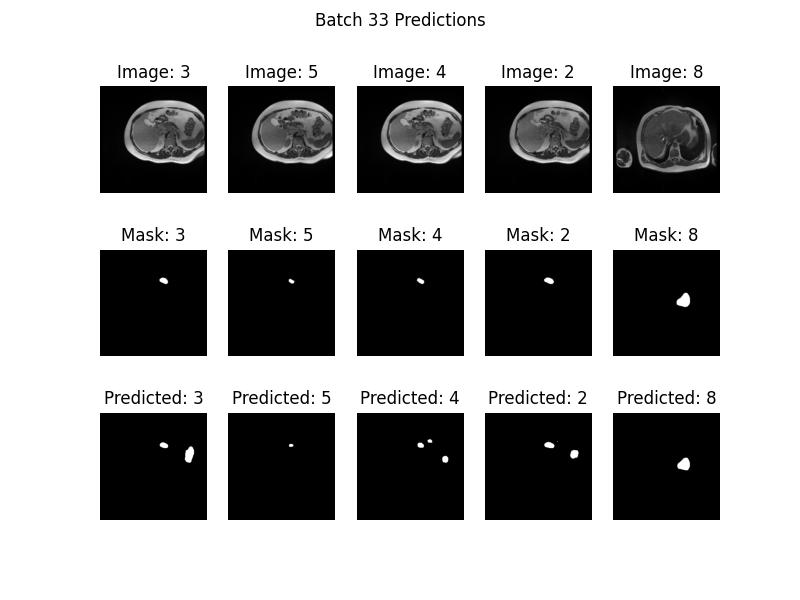 Batch 33 Predictions
Image: 3 Image: 5 Image: 4 Image: 2 Image: 8
Mask: 3 Mask: 5 Mask: 4 Mask: 2 Mask: 8
Predicted: 3 Predicted: 5 Predicted: 4 Predicted: 2 Predicted: 8